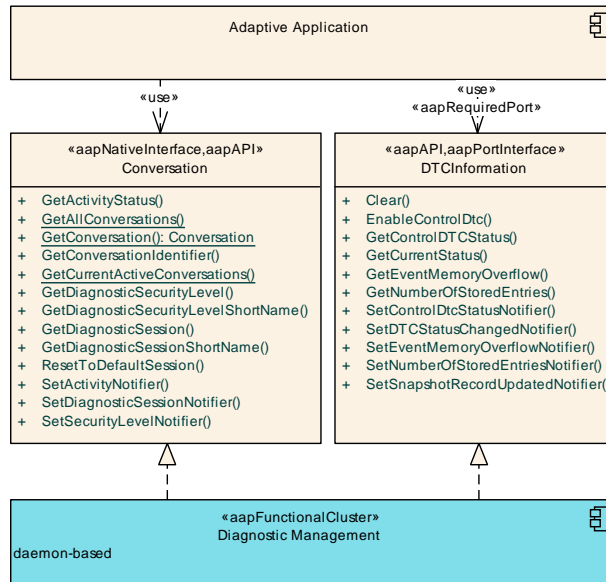 Adaptive Application
«use»
«use»
«aapRequiredPort»
«aapNativeInterface,aapAPI»
Conversation
+ GetActivityStatus()
+ GetAllConversations()
+ GetConversation(): Conversation
+ GetConversationIdentifier()
+ GetCurrentActiveConversations()
+ GetDiagnosticSecurityLevel()
+ GetDiagnosticSecurityLevelShortName()
+ GetDiagnosticSession()
+ GetDiagnosticSessionShortName()
+ ResetToDefaultSession()
+ SetActivityNotifier()
+ SetDiagnosticSessionNotifier()
+ SetSecurityLevelNotifier()
«aapAPI,aapPortInterface»
DTCInformation
+ Clear()
+ EnableControlDtc()
+ GetControlDTCStatus()
+ GetCurrentStatus()
+ GetEventMemoryOverflow()
+ GetNumberOfStoredEntries()
+ SetControlDtcStatusNotifier()
+ SetDTCStatusChangedNotifier()
+ SetEventMemoryOverflowNotifier()
+ SetNumberOfStoredEntriesNotifier()
+ SetSnapshotRecordUpdatedNotifier()
«aapFunctionalCluster»
Diagnostic Management
daemon-based